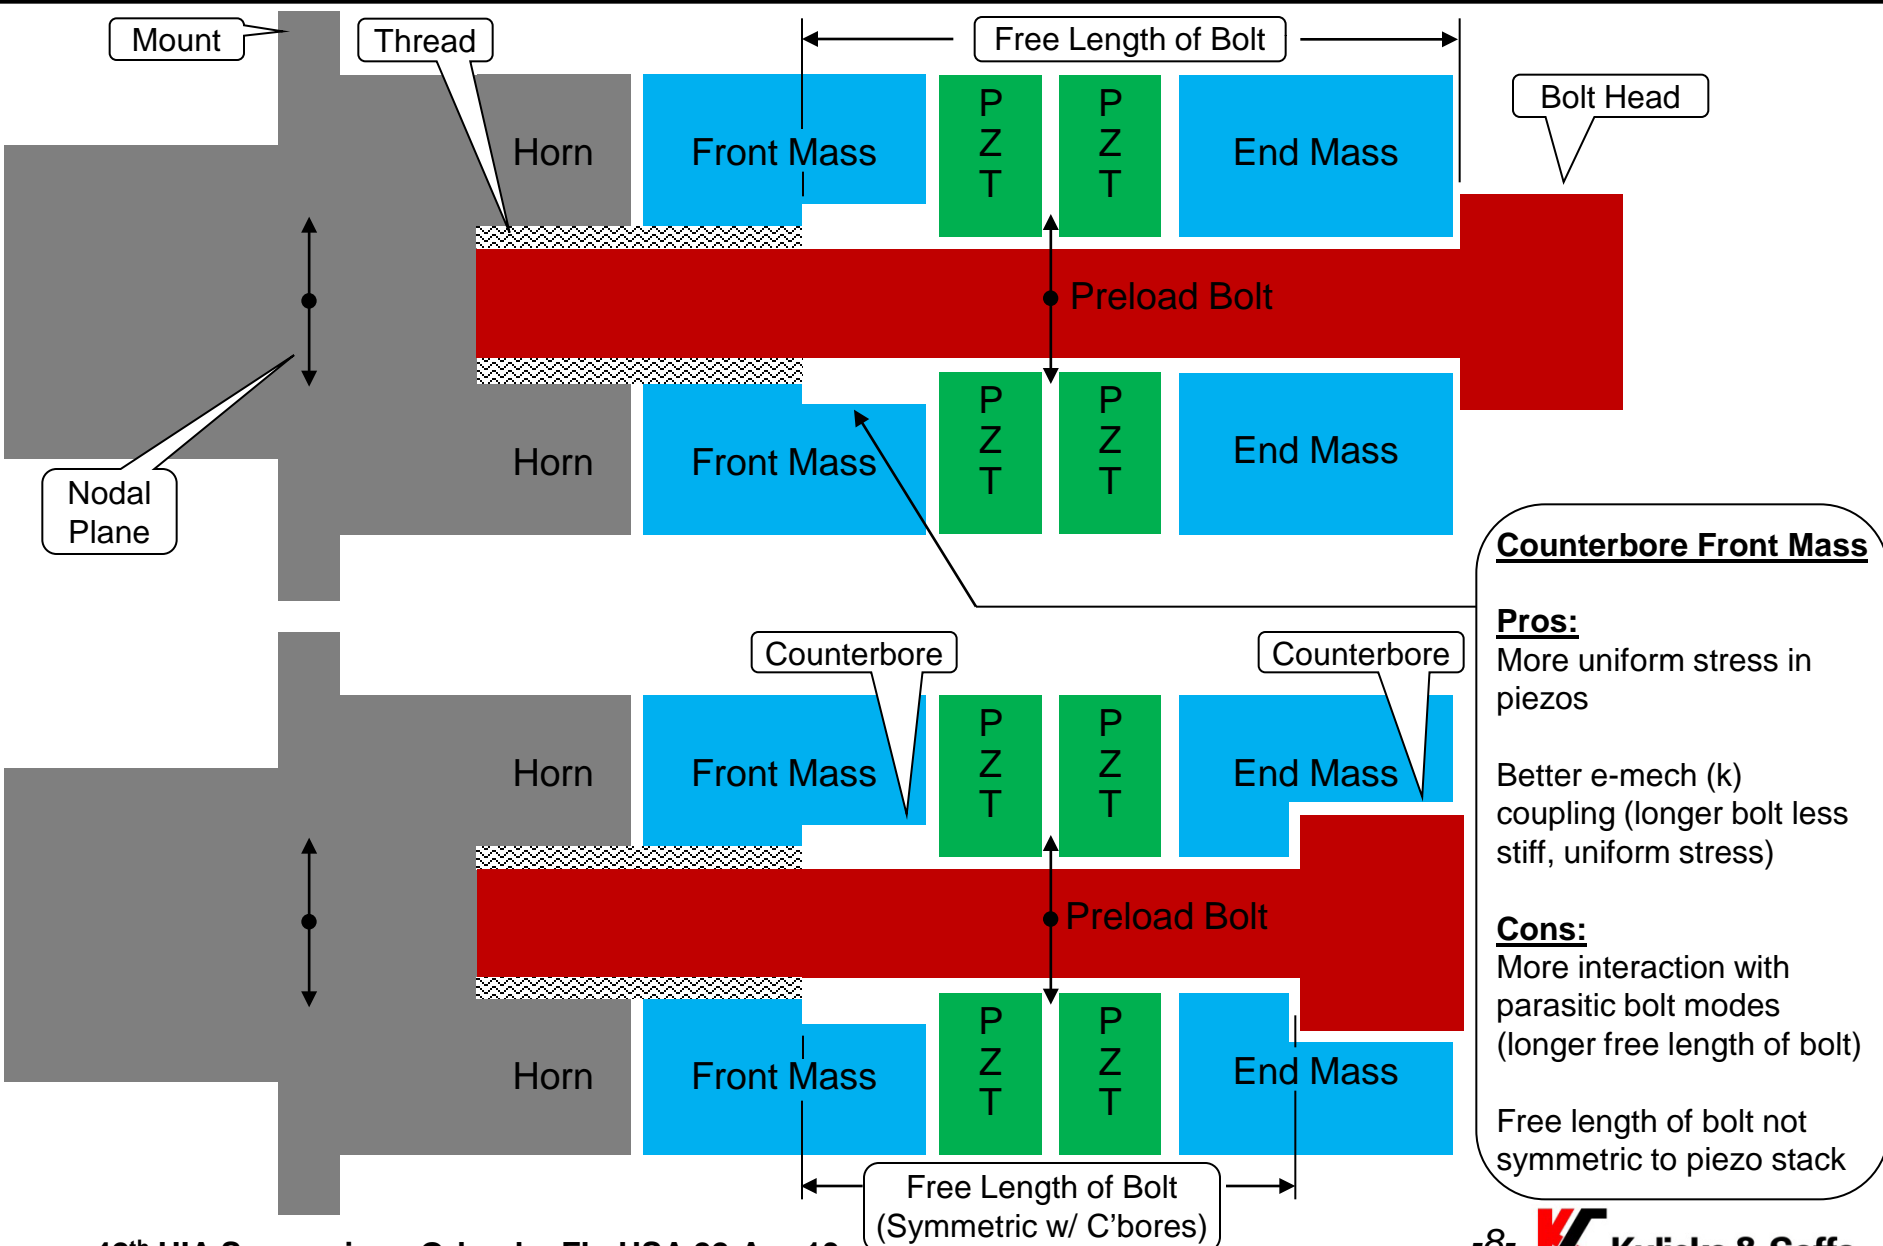 Mount
Thread
Free Length of Bolt
Bolt Head
Horn
Front Mass
P
Z
T
P
Z
T
End Mass
Preload Bolt
Horn
Front Mass
P
Z
T
P
Z
T
End Mass
Nodal
Plane
Counterbore Front Mass
Pros:
More uniform stress in
piezos
Better e-mech (k)
coupling (longer bolt less
stiff, uniform stress)
Cons:
More interaction with
parasitic bolt modes
(longer free length of bolt)
Free length of bolt not
symmetric to piezo stack
Counterbore
Counterbore
Horn
Front Mass
P
Z
T
P
Z
T
End Mass
Preload Bolt
Horn
Front Mass
P
Z
T
P
Z
T
End Mass
Free Length of Bolt
(Symmetric w/ C'bores)
-8-